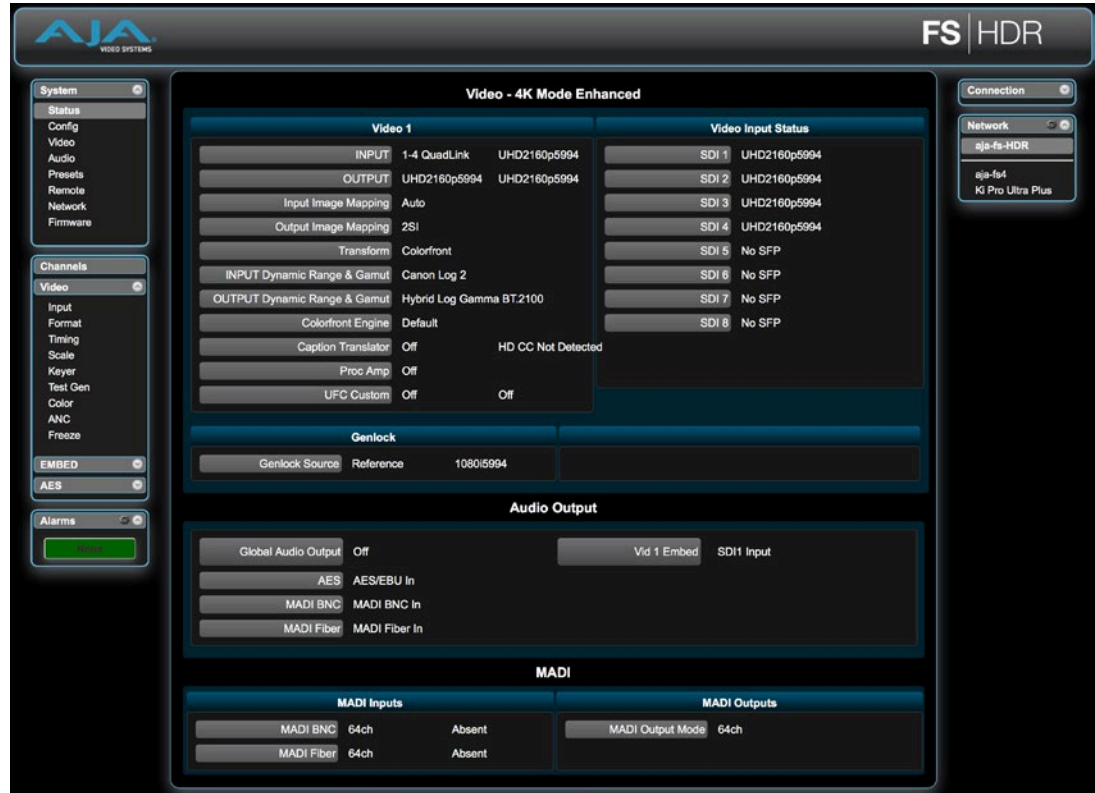 AJA
VIDEO SYSTEMS
FS HDR
System
Status
Config
Video
Audio
Presets
Remote
Network
Firmware
Channels
Video
Input
Format
Timing
Scale
Keyer
Test Gen
Color
ANC
Freeze
EMBED
AES
Alarms
None
Video - 4K Mode Enhanced
Video 1
INPUT 1-4 QuadLink UHD2160p5994
OUTPUT UHD2160p5994 UHD2160p5994
Input Image Mapping Auto
Output Image Mapping 2SI
Transform Colorfront
INPUT Dynamic Range & Gamut Canon Log 2
OUTPUT Dynamic Range & Gamut Hybrid Log Gamma BT.2100
Colorfront Engine Default
Caption Translator Off HD CC Not Detected
Proc Amp Off
UFC Custom Off Off
Video Input Status
SDI 1 UHD2160p5994
SDI 2 UHD2160p5994
SDI 3 UHD2160p5994
SDI 4 UHD2160p5994
SDI 5 No SFP
SDI 6 No SFP
SDI 7 No SFP
SDI 8 No SFP
Genlock
Genlock Source Reference 1080i5994
Audio Output
Global Audio Output Off
AES AES/EBU In
MADI BNC MADI BNC In
MADI Fiber MADI Fiber In
Vid 1 Embed SDI1 Input
MADI
MADI Inputs
MADI BNC 64ch Absent
MADI Fiber 64ch Absent
MADI Outputs
MADI Output Mode 64ch
Connection
Network
aja-fs-HDR
aja-fs4
Ki Pro Ultra Plus